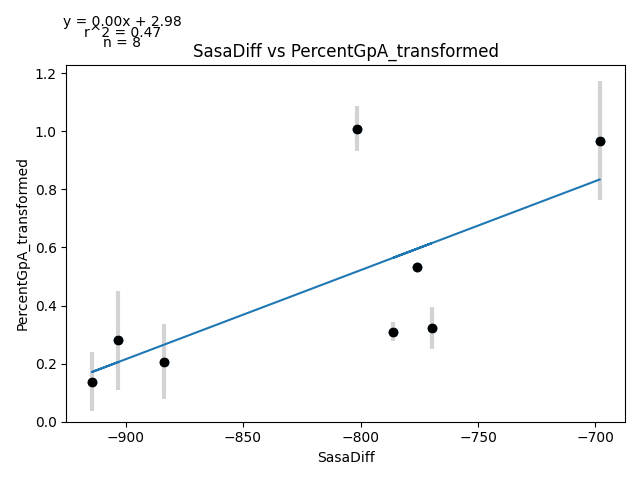 y = 0.00x + 2.98
r^2 = 0.47
n = 8
SasaDiff vs PercentGpA_transformed
1.2
1.0
0.8
0.6
0.4
0.2
0.0
PercentGpA_transformed
−900
−850
−800
−750
−700
SasaDiff